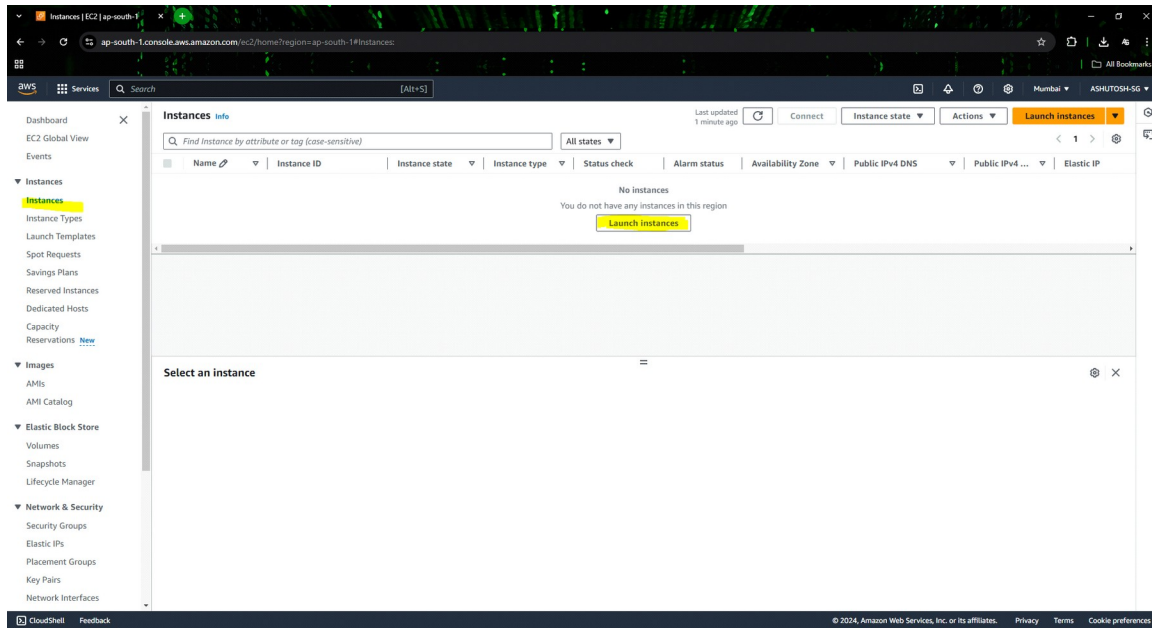 Instances | EC2 | ap-south-1
ap-south-1.console.aws.amazon.com/ec2/home?region=ap-south-1#Instances:
All Bookmarks
aws Services Search [Alt+S] Mumbai ▼ ASHUTOSH-SG ▼
Dashboard
EC2 Global View
Events
▼ Instances
Instances
Instance Types
Launch Templates
Spot Requests
Savings Plans
Reserved Instances
Dedicated Hosts
Capacity
Reservations New
▼ Images
AMIs
AMI Catalog
▼ Elastic Block Store
Volumes
Snapshots
Lifecycle Manager
▼ Network & Security
Security Groups
Elastic IPs
Placement Groups
Key Pairs
Network Interfaces
Instances Info
Last updated
1 minute ago
Connect Instance state ▼ Actions ▼ Launch instances ▼
Find Instance by attribute or tag (case-sensitive) All states ▼ < 1 >
Name Instance ID Instance state Instance type Status check Alarm status Availability Zone Public IPv4 DNS Public IPv4 ... Elastic IP
No instances
You do not have any instances in this region
Launch instances
Select an instance
CloudShell Feedback © 2024, Amazon Web Services, Inc. or its affiliates. Privacy Terms Cookie preferences